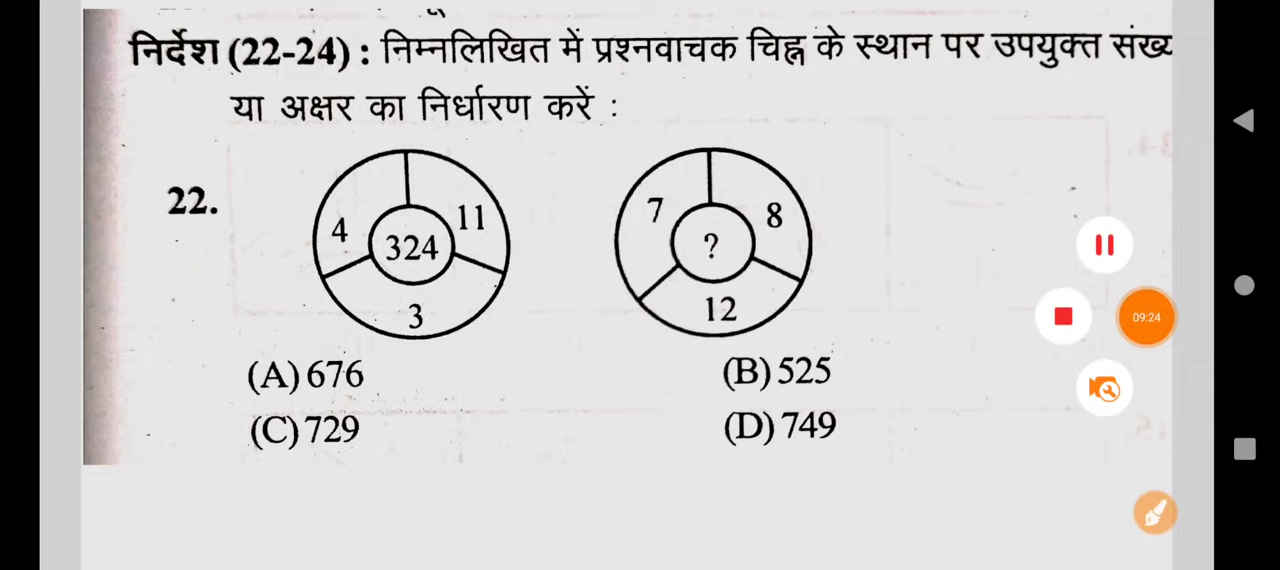 निर्देश (22-24) : निम्नलिखित में प्रश्नवाचक चिह्न के स्थान पर उपयुक्त संख्य
या अक्षर का निर्धारण करें :
22.
4 11 7 8
324 ?
3 12
(A) 676 (B) 525
(C) 729 (D) 749
09:24